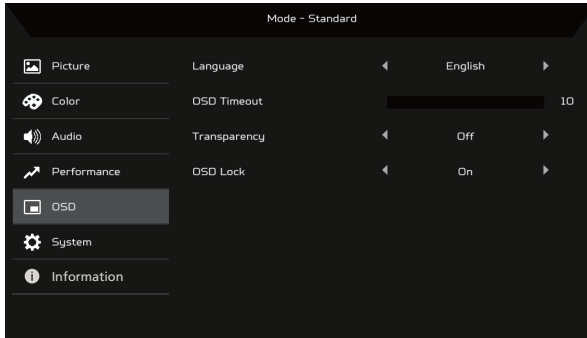 Mode - Standard
Picture
Language English
Color
OSD Timeout 10
Audio
Transparency Off
Performance
OSD Lock On
OSD
System
Information